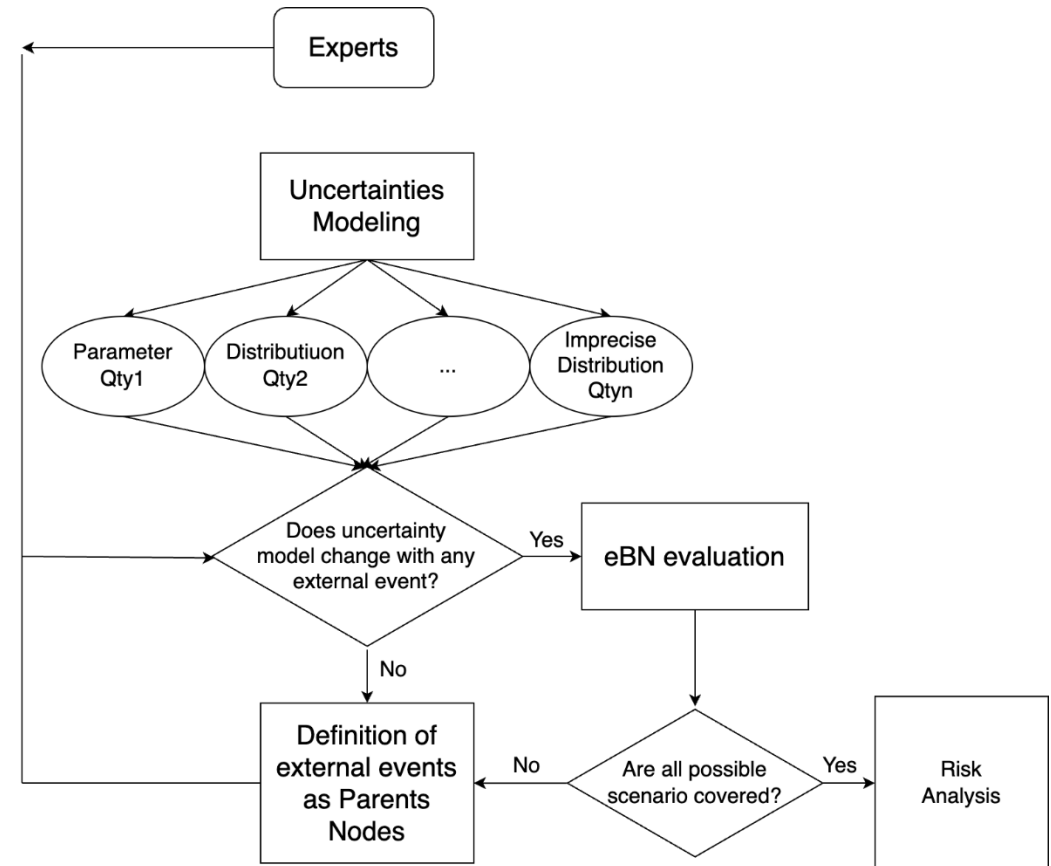 Experts
Uncertainties
Modeling
Parameter
Qty1
Distributiuon
Qty2
...
Imprecise
Distribution
Qtyn
Does uncertainty
model change with any
external event?
Yes
eBN evaluation
No
Definition of
external events
as Parents
Nodes
No
Are all possible
scenario covered?
Yes
Risk
Analysis